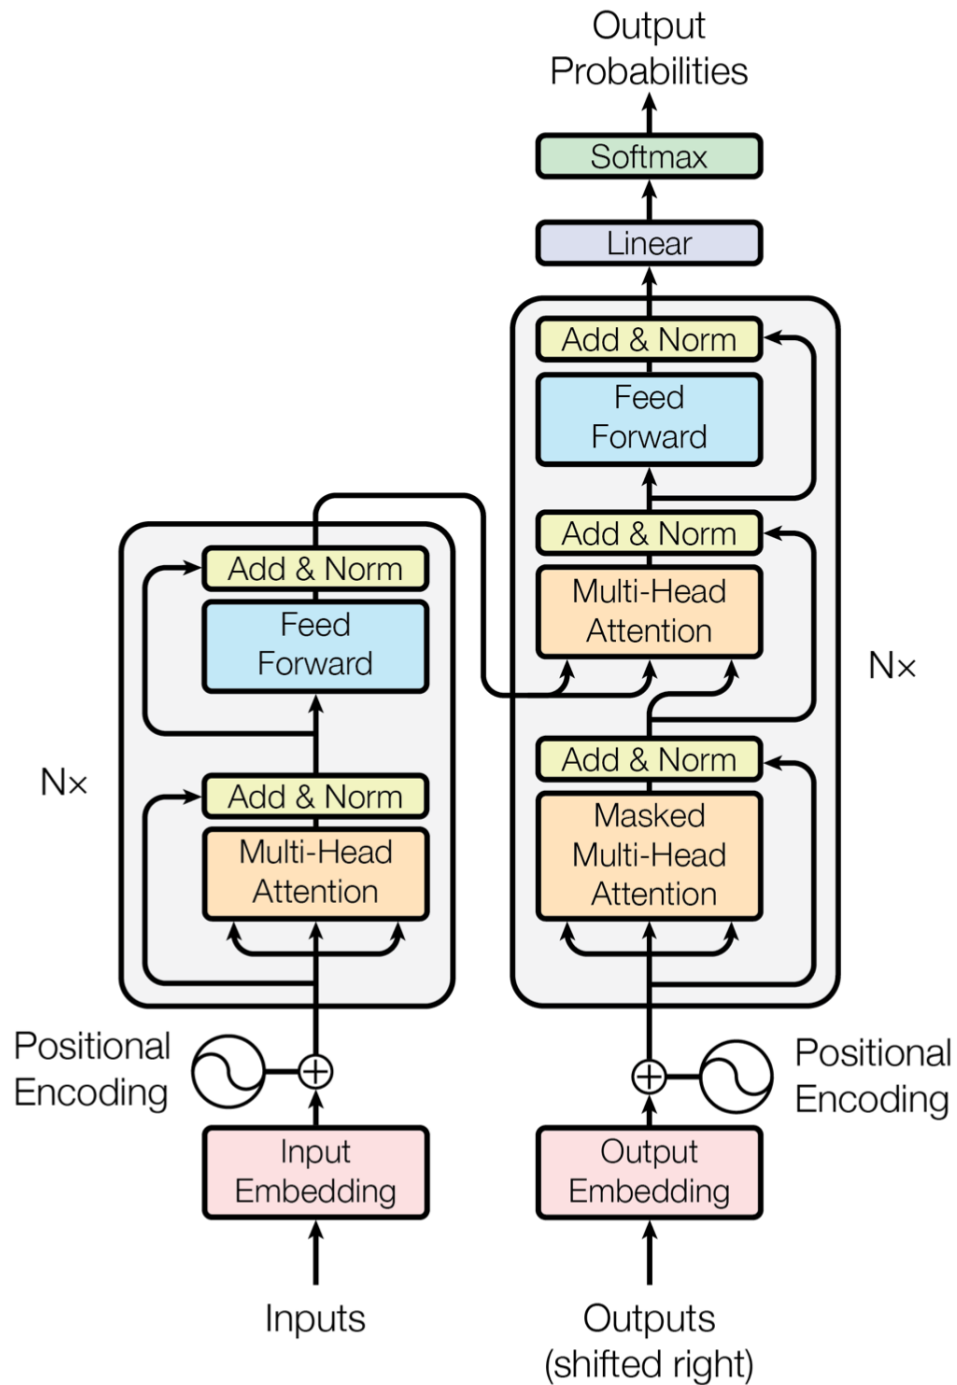 Output
Probabilities
Softmax
Linear
Add & Norm
Feed
Forward
Add & Norm
Multi-Head
Attention
Nx
Add & Norm
Masked
Multi-Head
Attention
Add & Norm
Feed
Forward
Nx
Add & Norm
Multi-Head
Attention
Positional
Encoding
Positional
Encoding
Input
Embedding
Output
Embedding
Inputs
Outputs
(shifted right)